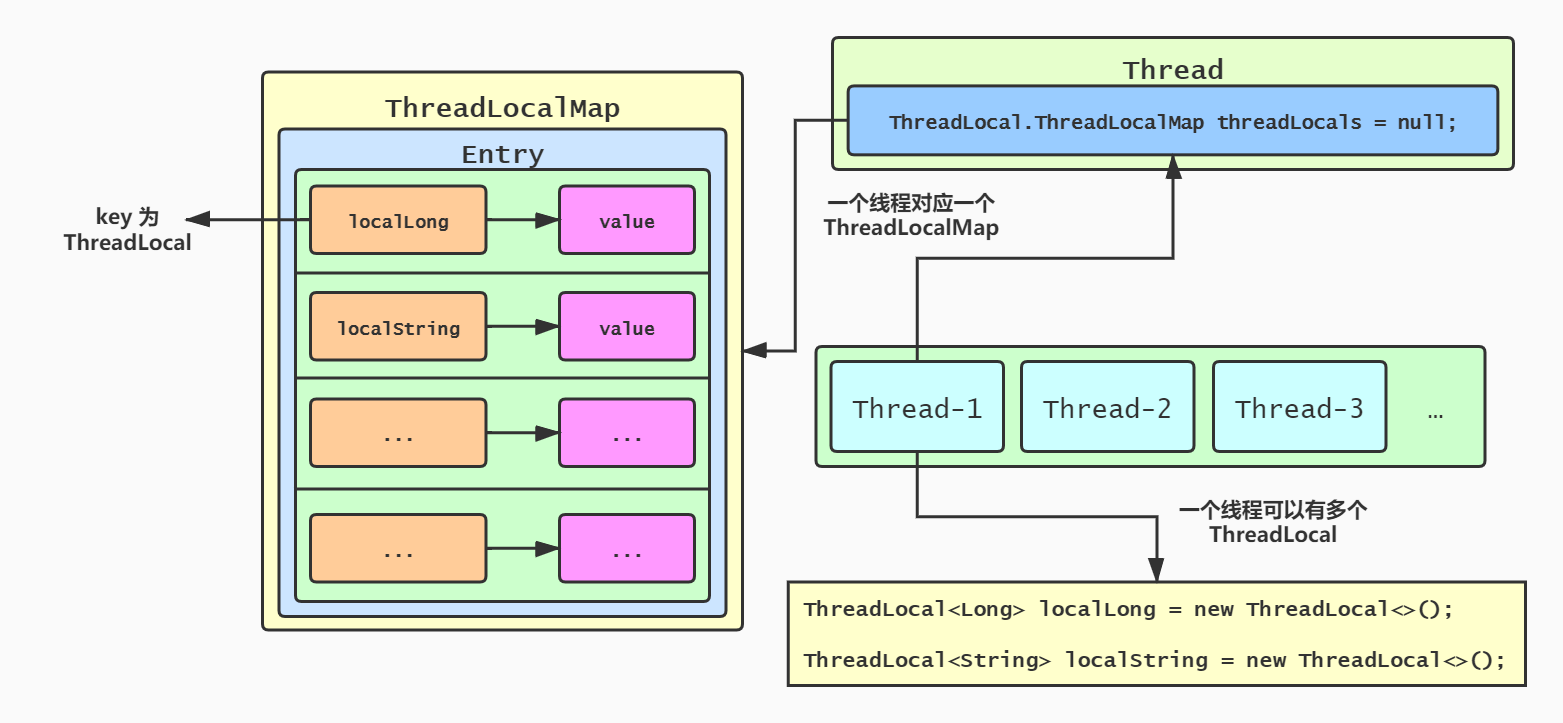 ThreadLocalMap
Entry
key 为
ThreadLocal
localLong
value
localString
value
...
...
...
...
Thread
ThreadLocal.ThreadLocalMap threadLocals = null;
一个线程对应一个
ThreadLocalMap
Thread-1
Thread-2
Thread-3
...
一个线程可以有多个
ThreadLocal
ThreadLocal<Long> localLong = new ThreadLocal<>();
ThreadLocal<String> localString = new ThreadLocal<>();